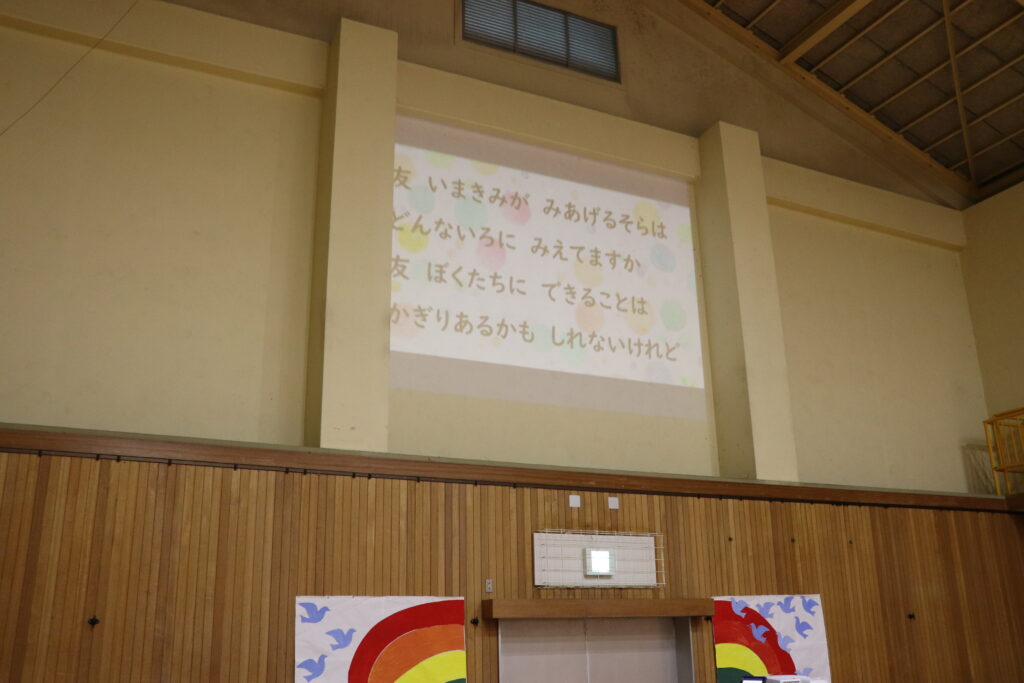 友 いまきみが みあげるそらは
どんないろに みえてますか
友 ぼくたちに できることは
かぎりあるかも しれないけれど